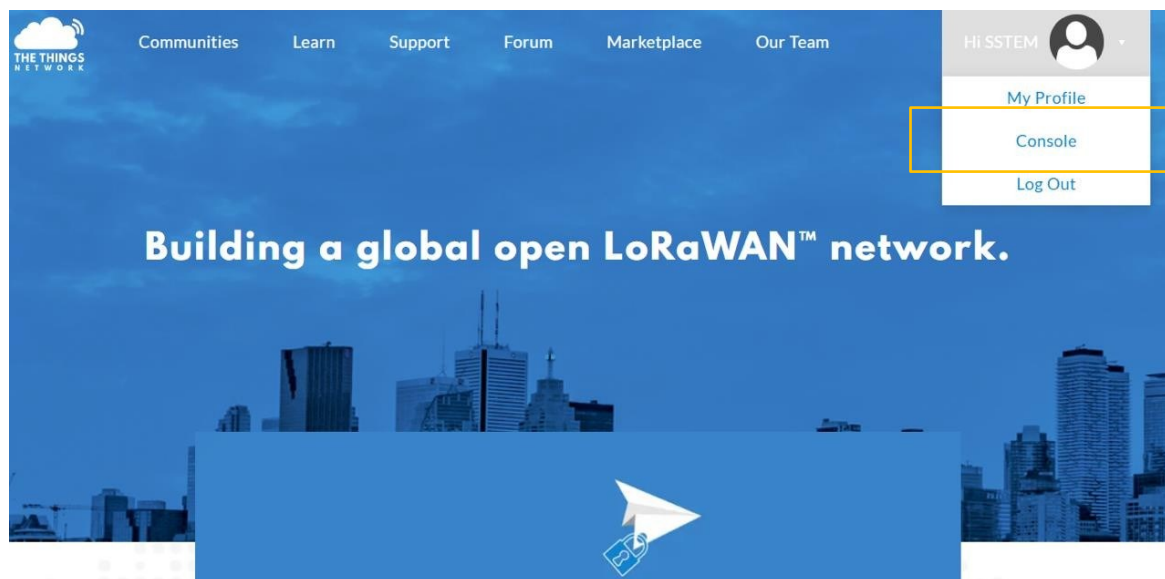 THE THINGS
NETWORK
Communities
Learn
Support
Forum
Marketplace
Our Team
Hi SSTEM
My Profile
Console
Log Out
Building a global open LoRaWAN™ network.